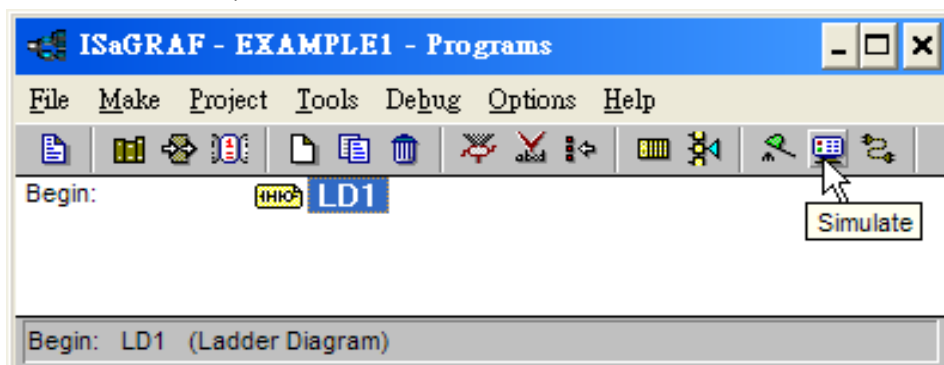 ISaGRAF - EXAMPLE1 - Programs
File Make Project Tools Debug Options Help
Begin: LD1
Simulate
Begin: LD1 (Ladder Diagram)